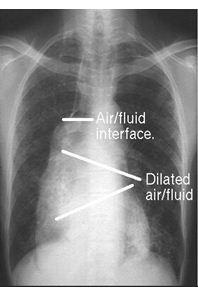 Air/fluid
interface.
Dilated
air/fluid